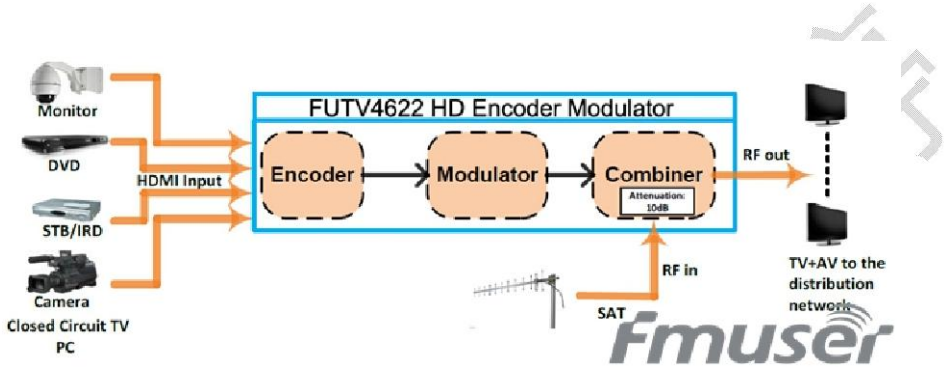 FUTV4622 HD Encoder Modulator
Monitor
DVD
HDMI Input
STB/IRD
Camera
Closed Circuit TV
PC
Encoder
Modulator
Combiner
Attenuation:
10dB
RF out
RF in
SAT
TV+AV to the
distribution
network
Fmuser